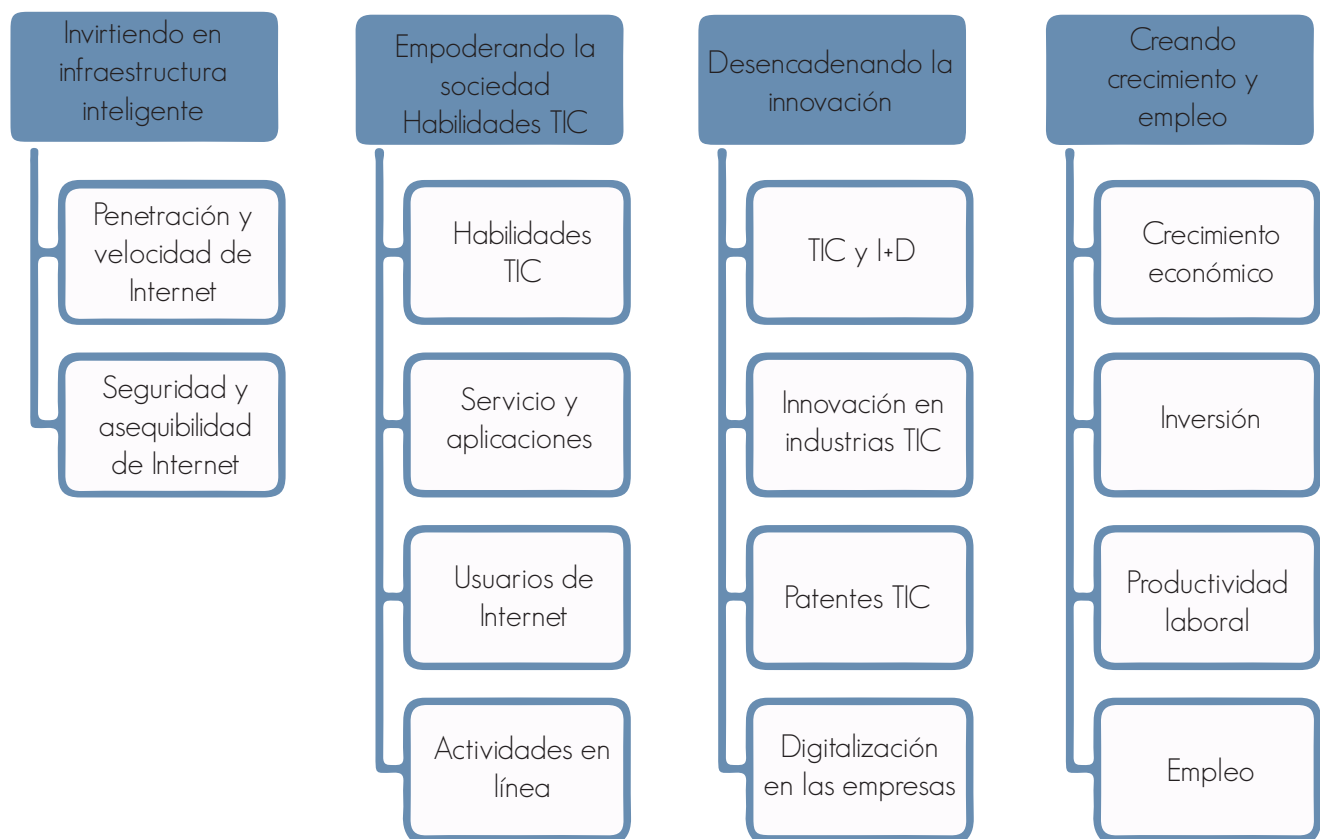 Invirtiendo en
infraestructura
inteligente
Penetración y
velocidad de
Internet
Seguridad y
asequibilidad
de Internet
Empoderando la
sociedad
Habilidades TIC
Habilidades
TIC
Servicio y
aplicaciones
Usuarios de
Internet
Actividades en
línea
Desencadenando la
innovación
TIC y I+D
Innovación en
industrias TIC
Patentes TIC
Digitalización
en las empresas
Creando
crecimiento y
empleo
Crecimiento
económico
Inversión
Productividad
laboral
Empleo